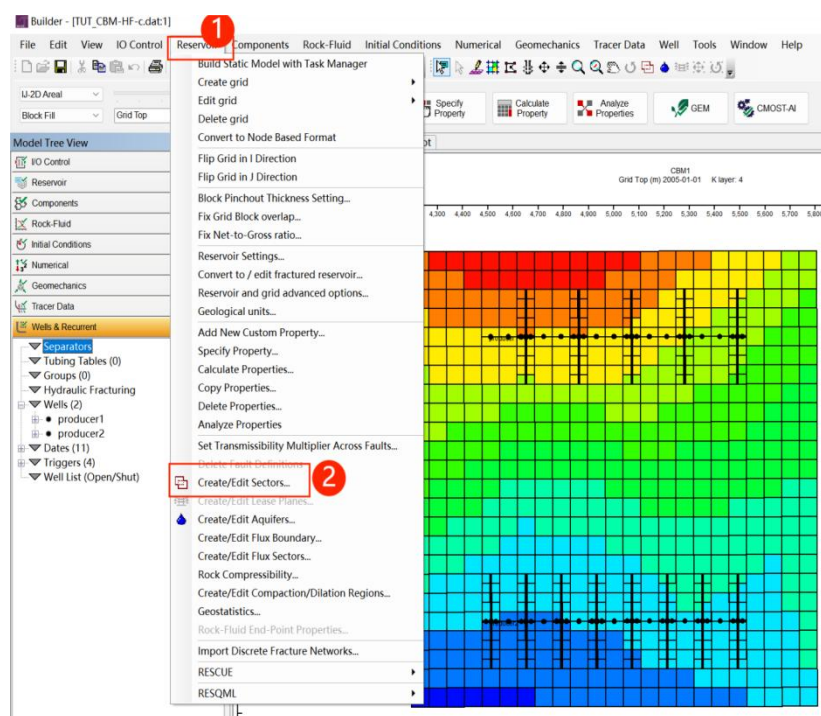 Builder - [TUT_CBM-HF-c.dat:1]
1
File Edit View IO Control Reservoir Components Rock-Fluid Initial Conditions Numerical Geomechanics Tracer Data Well Tools Window Help
IJ-2D Areal
Block Fill Grid Top
Specify Property
Calculate Property
Analyze Properties
GEM
CMOST-AI
Model Tree View
I/O Control
Reservoir
Components
Rock-Fluid
Initial Conditions
Numerical
Geomechanics
Tracer Data
Wells & Recurrent
Separators
Tubing Tables (0)
Groups (0)
Hydraulic Fracturing
Wells (2)
producer1
producer2
Dates (11)
Triggers (4)
Well List (Open/Shut)
Build Static Model with Task Manager
Create grid
Edit grid
Delete grid
Convert to Node Based Format
Flip Grid in I Direction
Flip Grid in J Direction
Block Pinchout Thickness Setting...
Fix Grid Block overlap...
Fix Net-to-Gross ratio...
Reservoir Settings...
Convert to / edit fractured reservoir...
Reservoir and grid advanced options...
Geological units...
Add New Custom Property...
Specify Property...
Calculate Properties...
Copy Properties...
Delete Properties...
Analyze Properties
Set Transmissibility Multiplier Across Faults...
Delete Fault Definitions
Create/Edit Sectors...
2
Create/Edit Lease Planes...
Create/Edit Aquifers...
Create/Edit Flux Boundary...
Create/Edit Flux Sectors...
Rock Compressibility...
Create/Edit Compaction/Dilation Regions...
Geostatistics...
Rock-Fluid End-Point Properties...
Import Discrete Fracture Networks...
RESCUE
RESQML
CBM1
Grid Top (m) 2005-01-01 K layer: 4
4,300 4,400 4,500 4,600 4,700 4,800 4,900 5,000 5,100 5,200 5,300 5,400 5,500 5,600 5,700